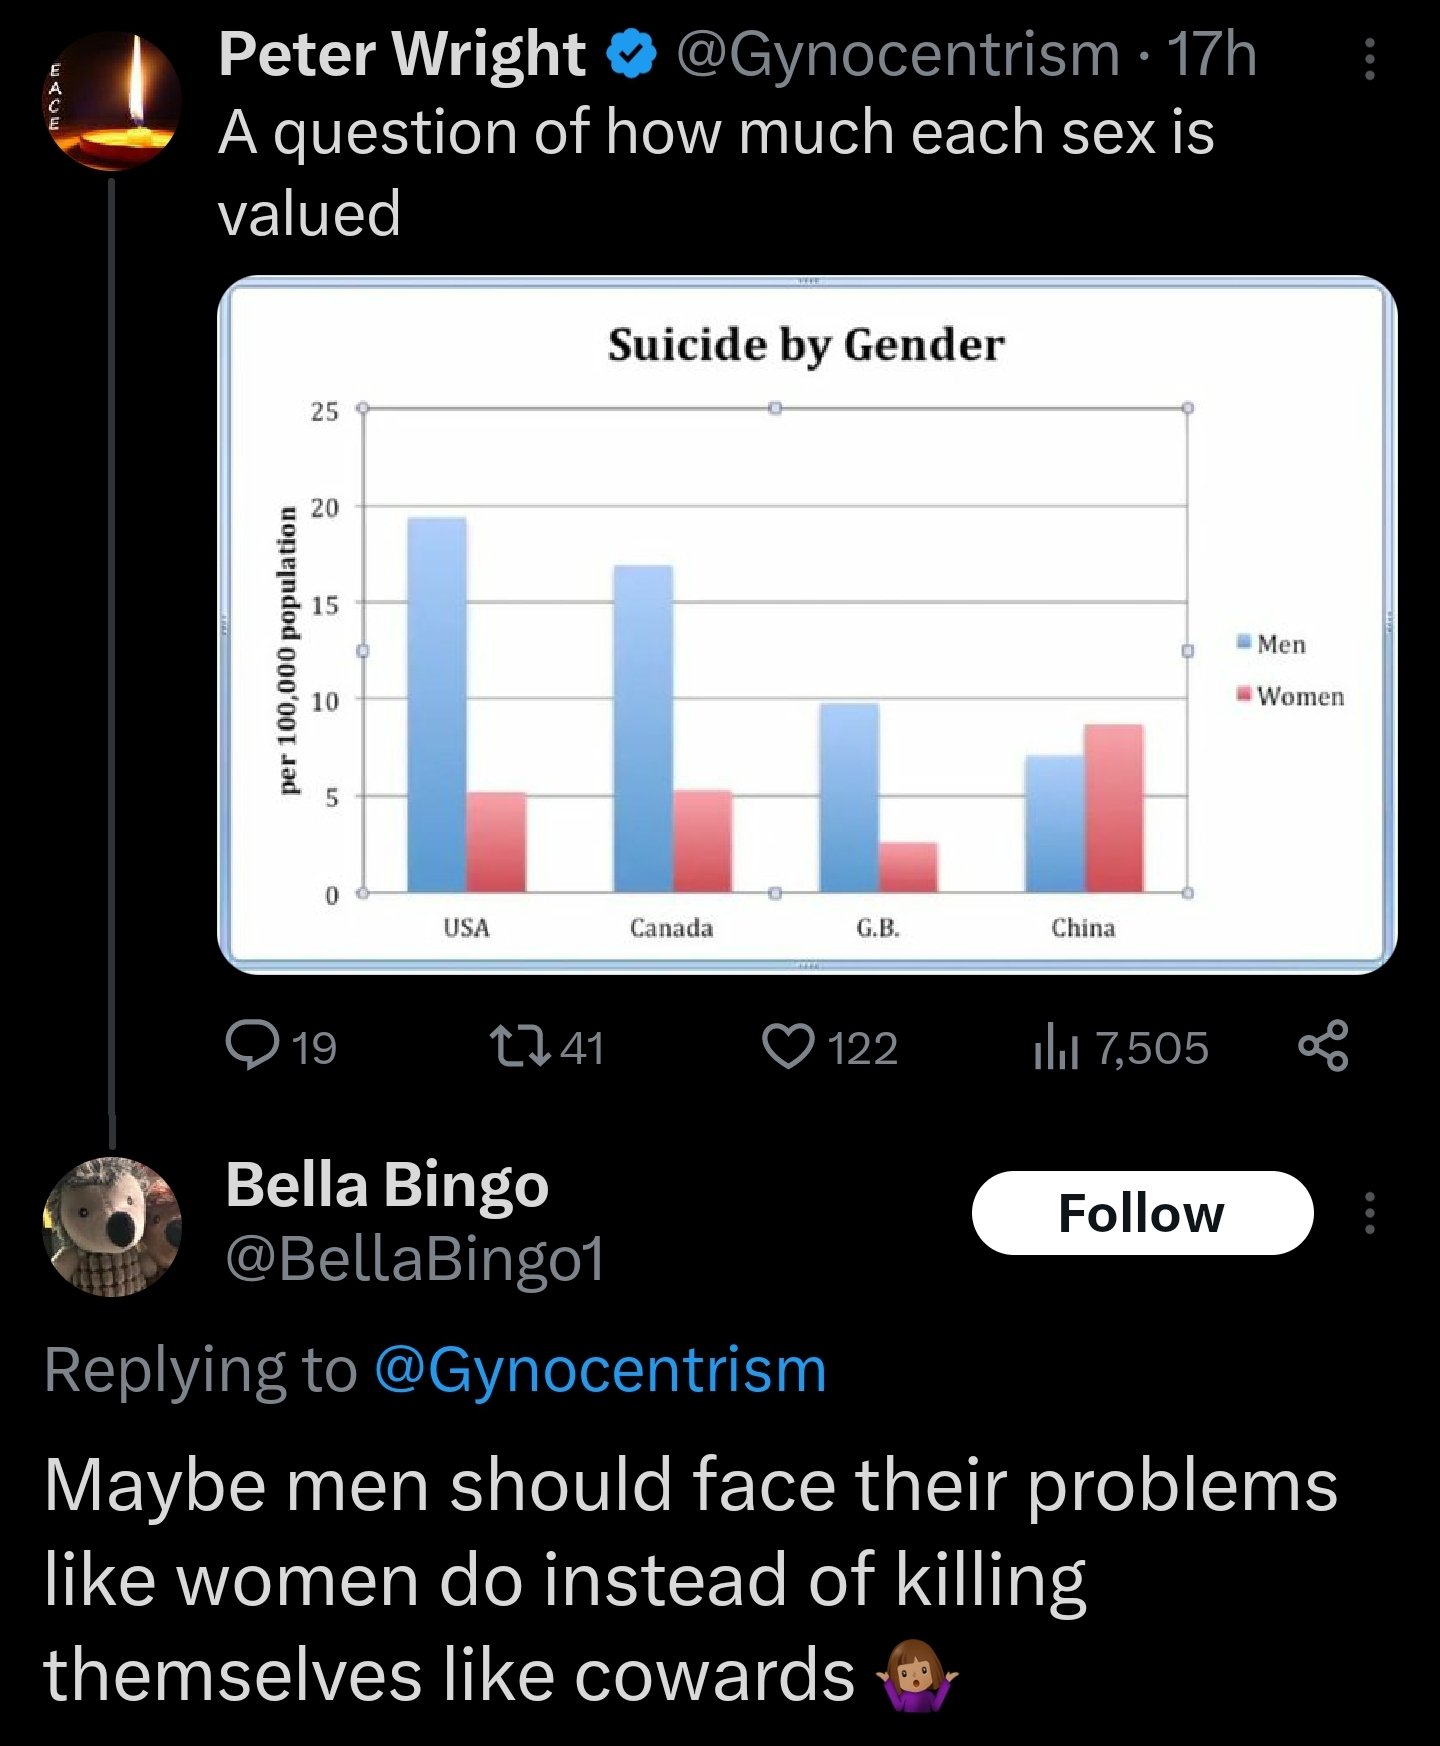 E
A
C
E
Peter Wright @Gynocentrism · 17h
A question of how much each sex is
valued
Suicide by Gender
25
20
15
10
5
0
per 100,000 population
USA Canada G.B. China
Men
Women
19 41 122 7,505
Bella Bingo
@BellaBingo1
Follow
Replying to @Gynocentrism
Maybe men should face their problems
like women do instead of killing
themselves like cowards 🤷🏽‍♀️